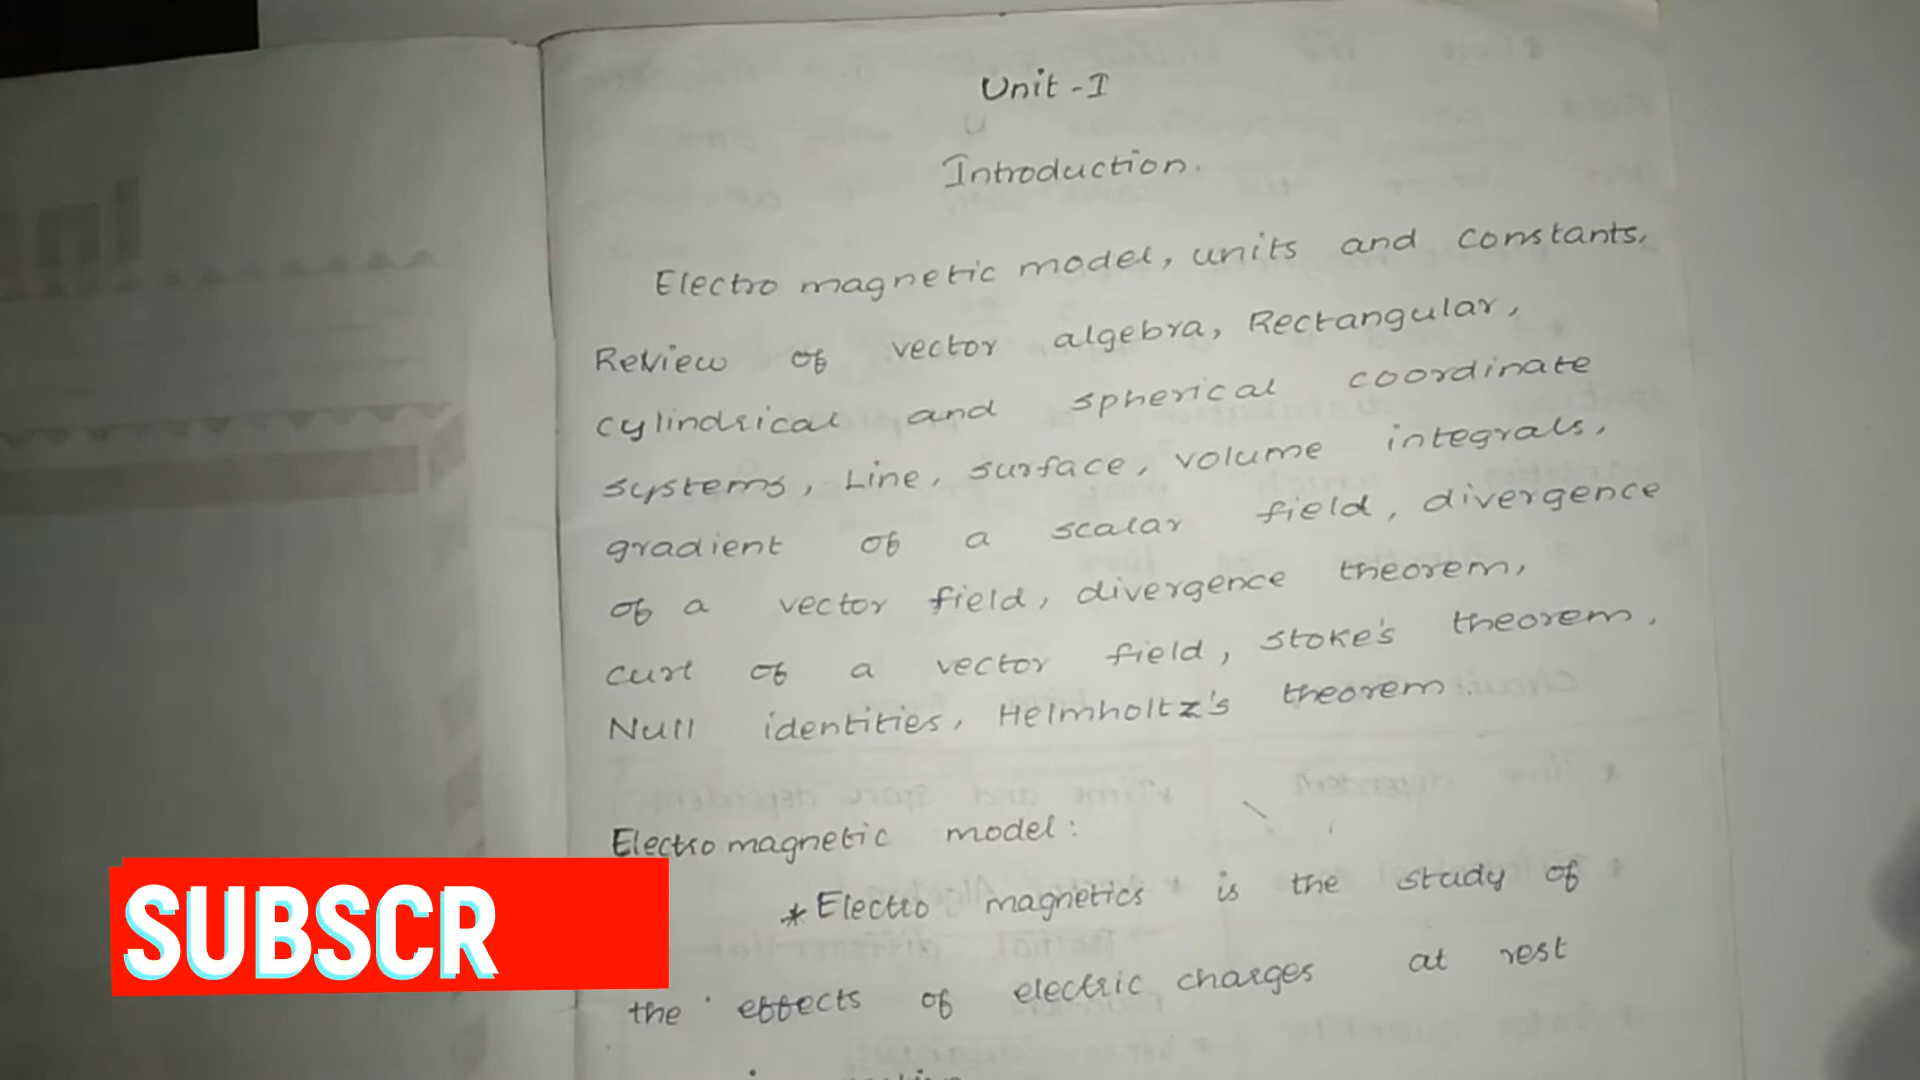 Unit - I
Introduction.
Electro magnetic model, units and constants,
Review of vector algebra, Rectangular,
cylindrical and spherical coordinate
systems, Line, surface, volume integrals,
gradient of a scalar field, divergence
of a vector field, divergence theorem,
curl of a vector field, stoke's theorem,
Null identities, Helmholtz's theorem.
Electro magnetic model:
* Electro magnetics is the study of
the effects of electric charges at rest
SUBSCR